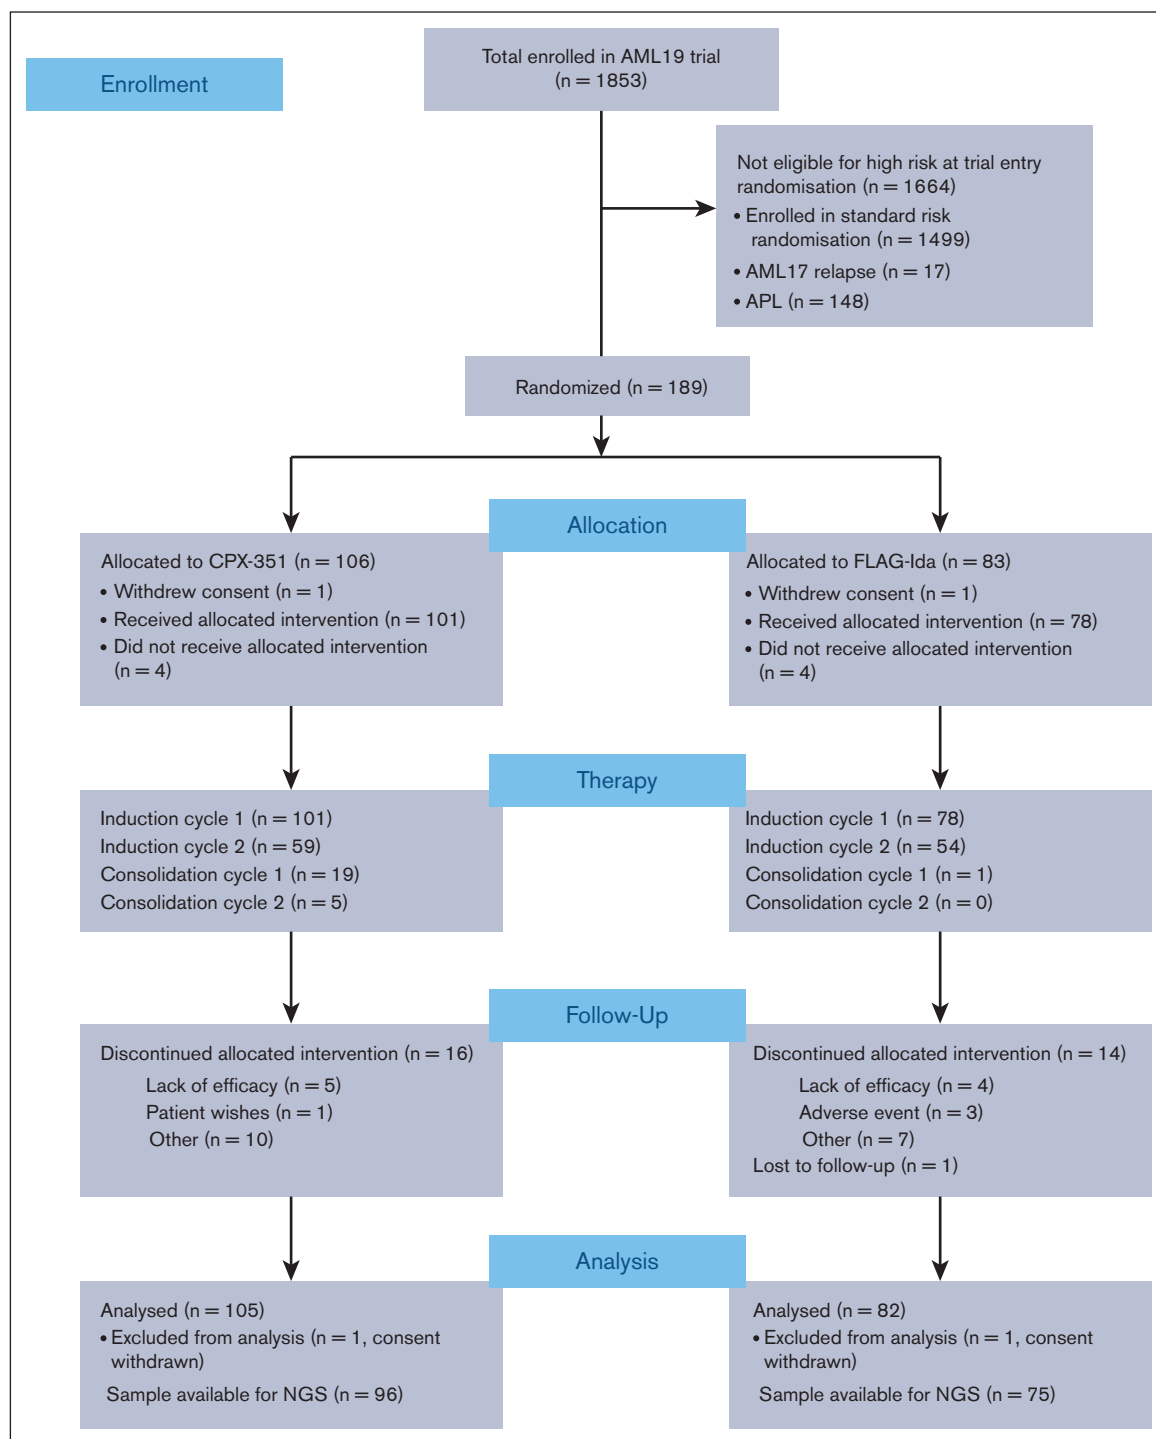 Enrollment
Total enrolled in AML19 trial
(n = 1853)
Not eligible for high risk at trial entry
randomisation (n = 1664)
• Enrolled in standard risk
randomisation (n = 1499)
• AML17 relapse (n = 17)
• APL (n = 148)
Randomized (n = 189)
Allocation
Allocated to CPX-351 (n = 106)
• Withdrew consent (n = 1)
• Received allocated intervention (n = 101)
• Did not receive allocated intervention
(n = 4)
Allocated to FLAG-Ida (n = 83)
• Withdrew consent (n = 1)
• Received allocated intervention (n = 78)
• Did not receive allocated intervention
(n = 4)
Therapy
Induction cycle 1 (n = 101)
Induction cycle 2 (n = 59)
Consolidation cycle 1 (n = 19)
Consolidation cycle 2 (n = 5)
Induction cycle 1 (n = 78)
Induction cycle 2 (n = 54)
Consolidation cycle 1 (n = 1)
Consolidation cycle 2 (n = 0)
Follow-Up
Discontinued allocated intervention (n = 16)
Lack of efficacy (n = 5)
Patient wishes (n = 1)
Other (n = 10)
Discontinued allocated intervention (n = 14)
Lack of efficacy (n = 4)
Adverse event (n = 3)
Other (n = 7)
Lost to follow-up (n = 1)
Analysis
Analysed (n = 105)
• Excluded from analysis (n = 1, consent
withdrawn)
Sample available for NGS (n = 96)
Analysed (n = 82)
• Excluded from analysis (n = 1, consent
withdrawn)
Sample available for NGS (n = 75)